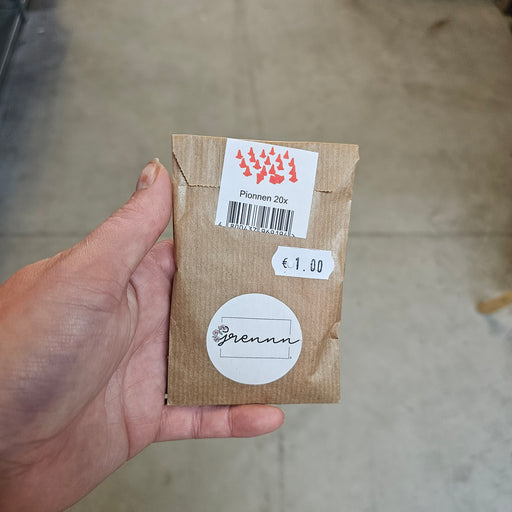 Pionnen 20x
€ 1.00
Grennn